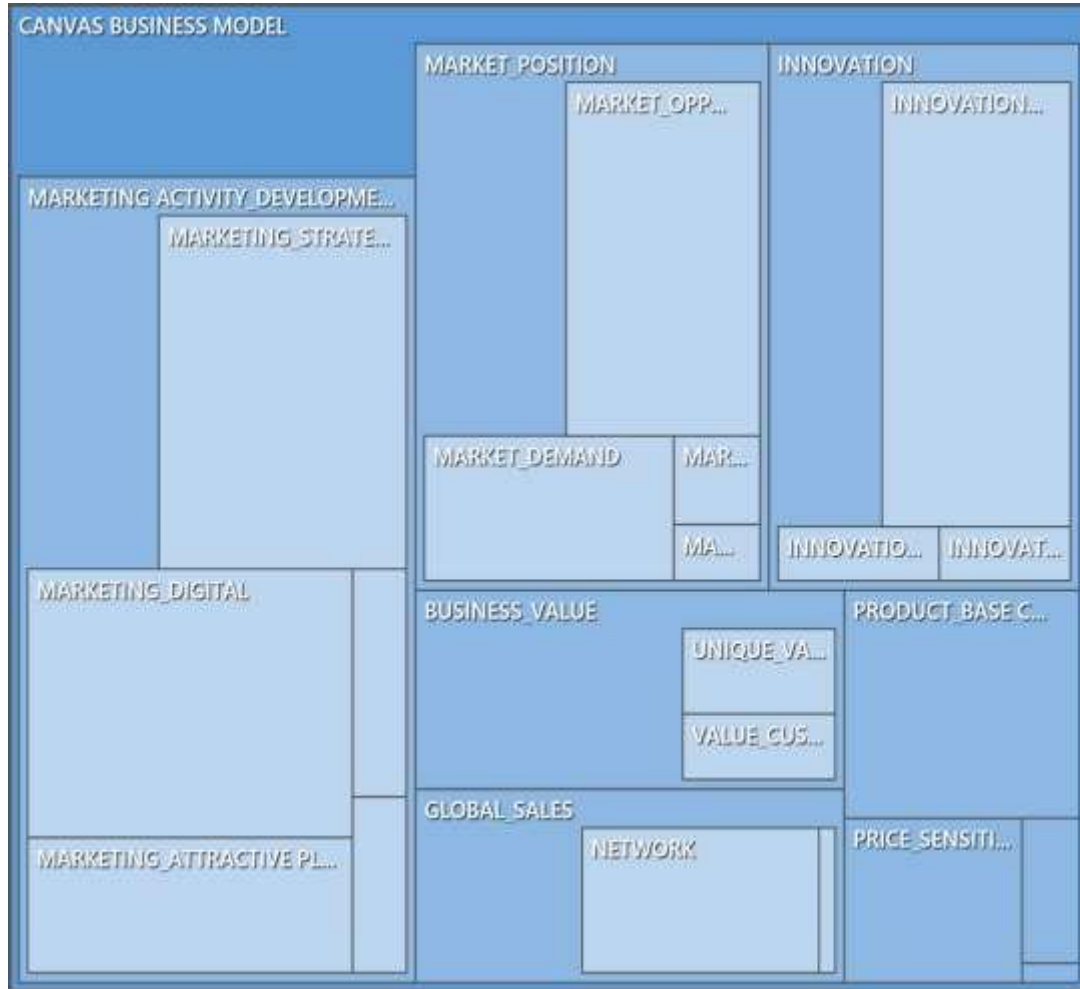 CANVAS BUSINESS MODEL
MARKET_POSITION
INNOVATION
MARKET_OPP...
INNOVATION...
MARKETING ACTIVITY_DEVELOPME...
MARKETING_STRATE...
MARKET_DEMAND
MAR...
MA...
INNOVATIO...
INNOVAT...
MARKETING_DIGITAL
BUSINESS_VALUE
PRODUCT_BASE C...
UNIQUE_VA...
VALUE_CUS...
GLOBAL_SALES
NETWORK
PRICE_SENSITI...
MARKETING_ATTRACTIVE PL...